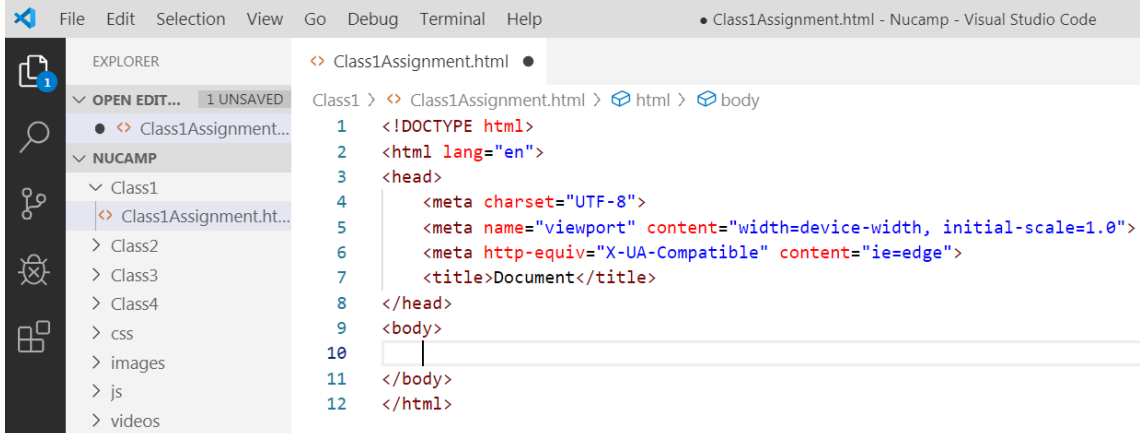 File Edit Selection View Go Debug Terminal Help ● Class1Assignment.html - Nucamp - Visual Studio Code
1
EXPLORER
OPEN EDIT... 1 UNSAVED
● <> Class1Assignment...
NUCAMP
Class1
<> Class1Assignment.ht...
Class2
Class3
Class4
css
images
js
videos
<> Class1Assignment.html ●
Class1 > <> Class1Assignment.html > html > body
1 <!DOCTYPE html>
2 <html lang="en">
3 <head>
4     <meta charset="UTF-8">
5     <meta name="viewport" content="width=device-width, initial-scale=1.0">
6     <meta http-equiv="X-UA-Compatible" content="ie=edge">
7     <title>Document</title>
8 </head>
9 <body>
10
11 </body>
12 </html>